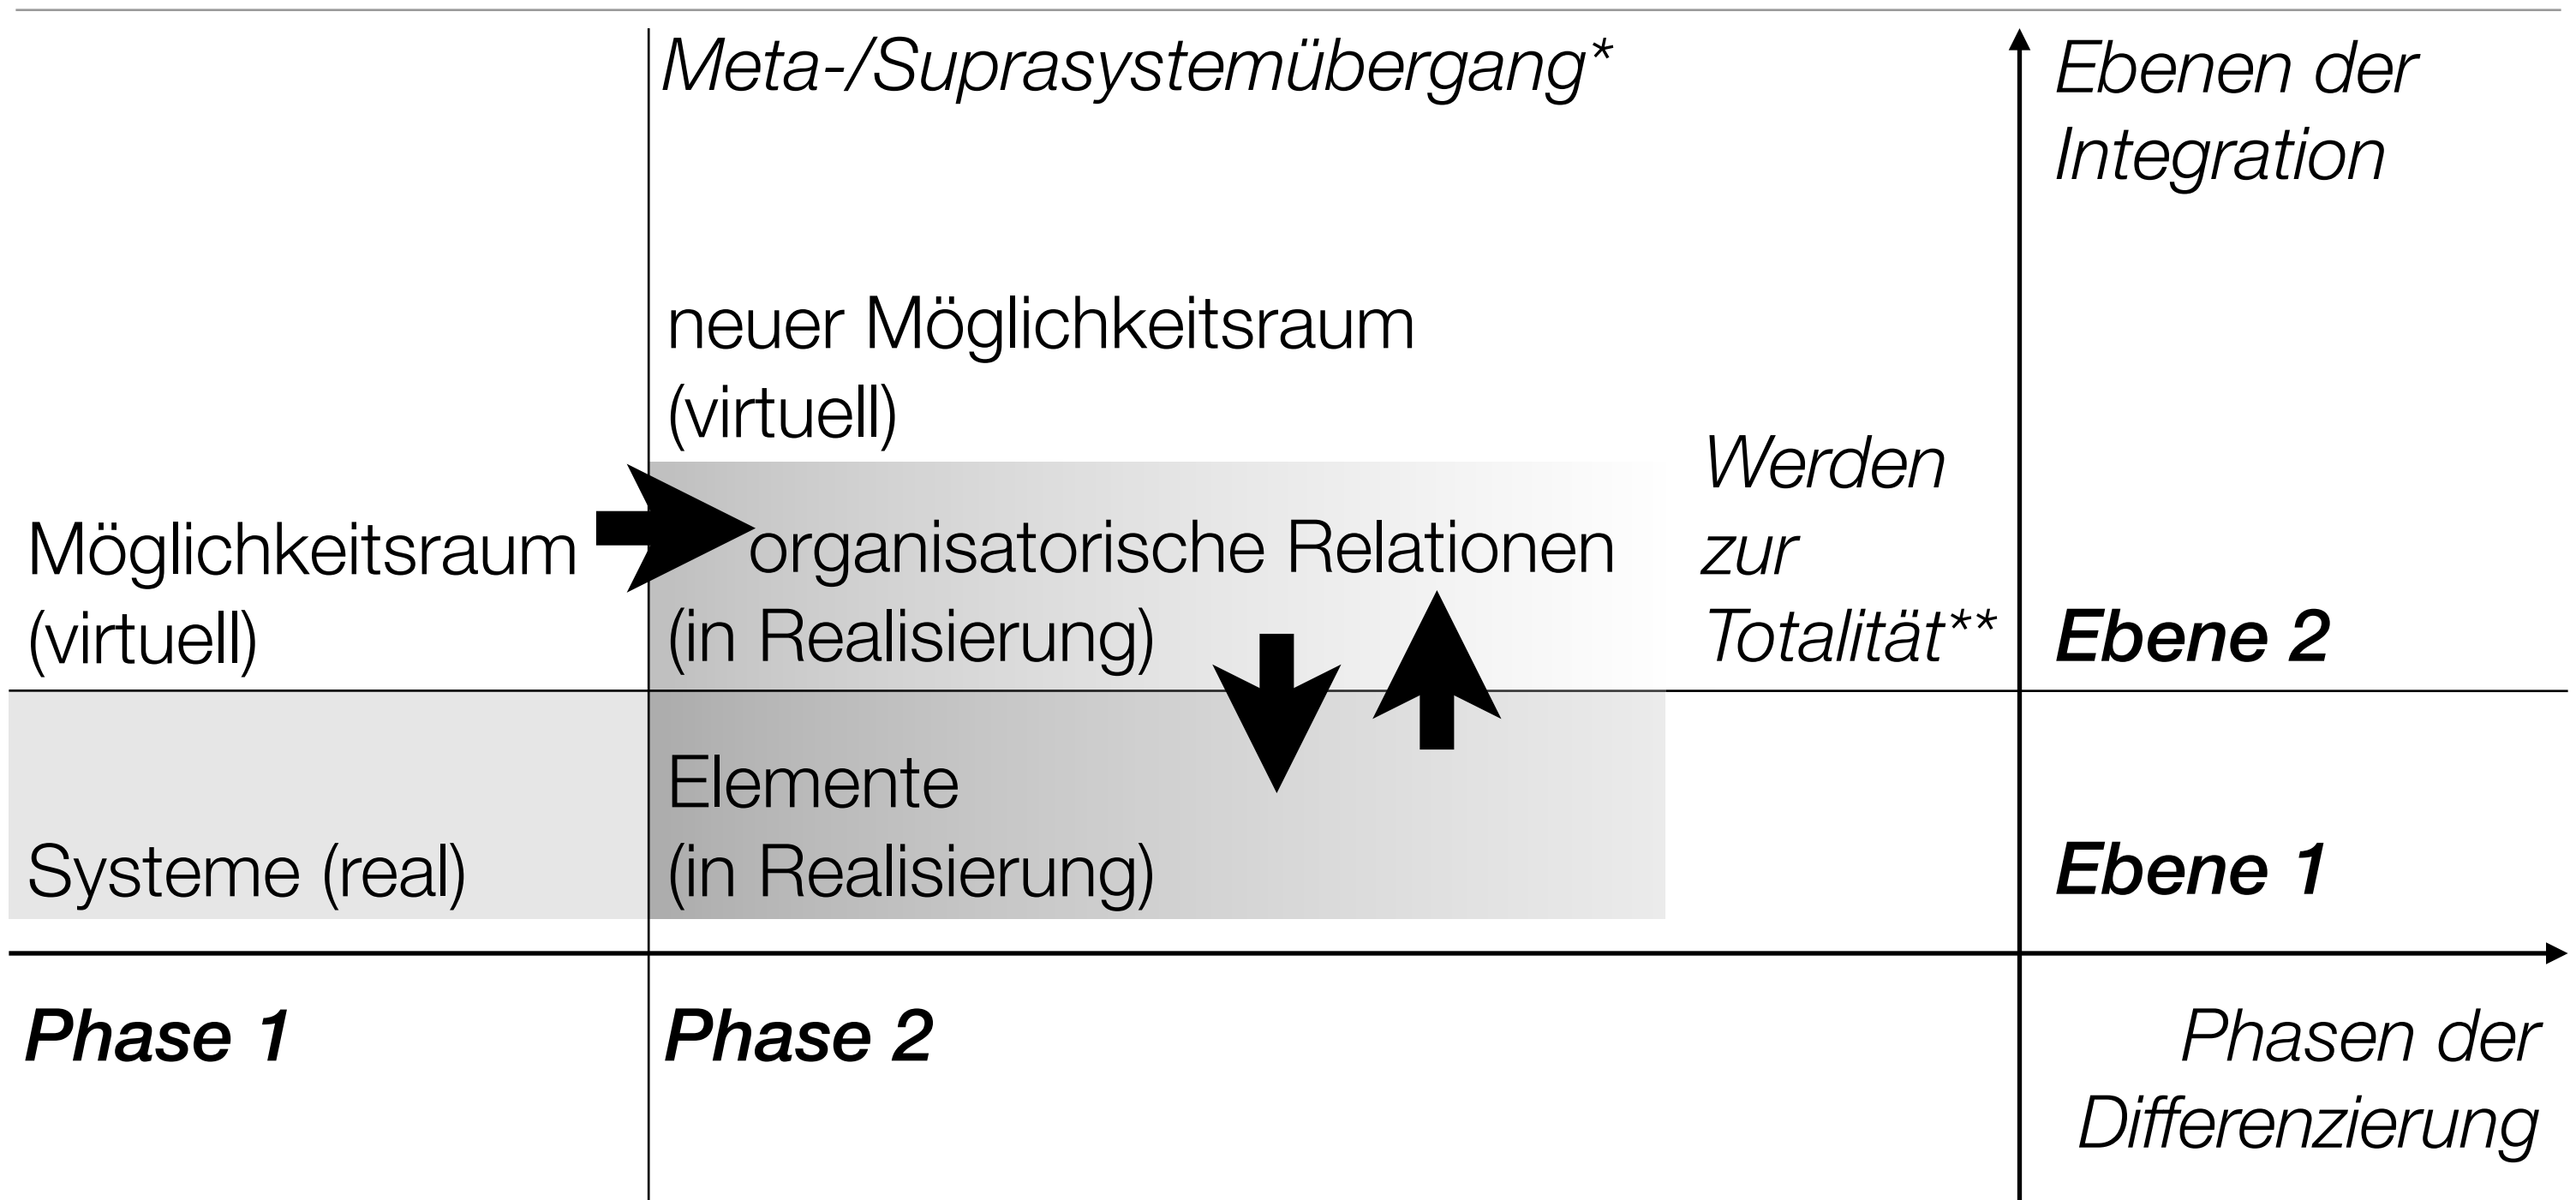 Meta-/Suprasystemübergang*
Ebenen der
Integration
neuer Möglichkeitsraum
(virtuell)
Möglichkeitsraum
(virtuell)
organisatorische Relationen
(in Realisierung)
Werden
zur
Totalität**
Ebene 2
Systeme (real)
Elemente
(in Realisierung)
Ebene 1
Phase 1
Phase 2
Phasen der
Differenzierung